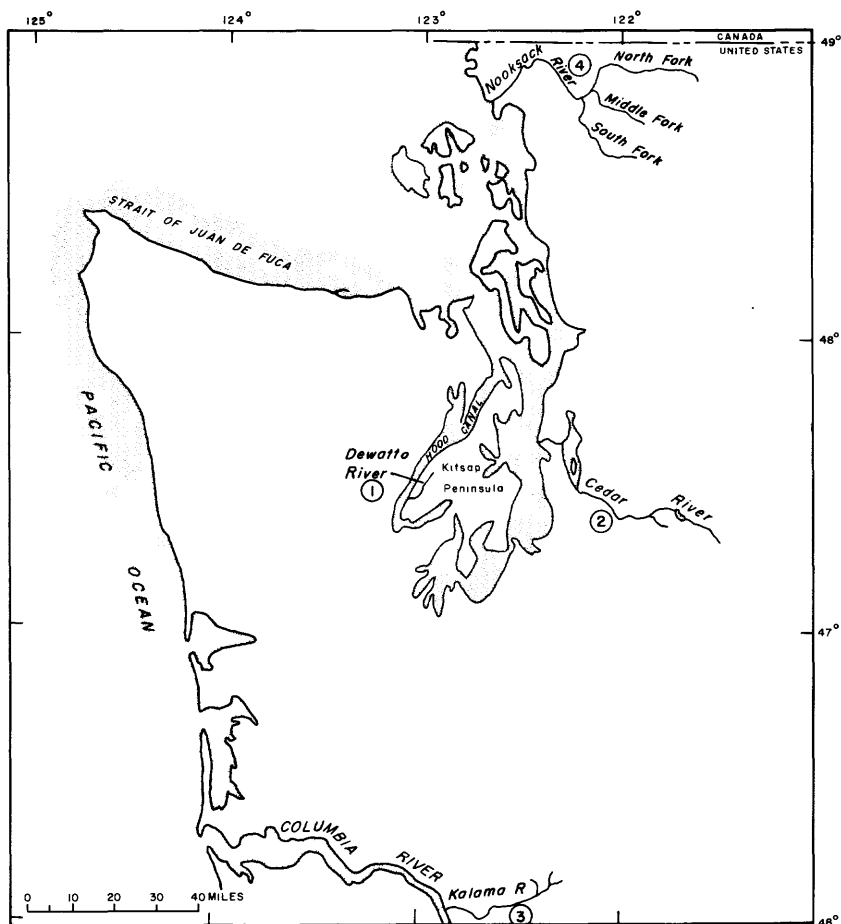 125°
124°
123°
122°
CANADA
UNITED STATES
49°
Nooksack
River
4
North Fork
Middle Fork
South Fork
STRAIT OF JUAN DE FUCA
48°
PACIFIC
HOOD
CANAL
Dewatto
River
Kitsap
Peninsula
1
Cedar
River
2
OCEAN
47°
COLUMBIA
RIVER
Kalama R
3
0 10 20 30 40 MILES
48°